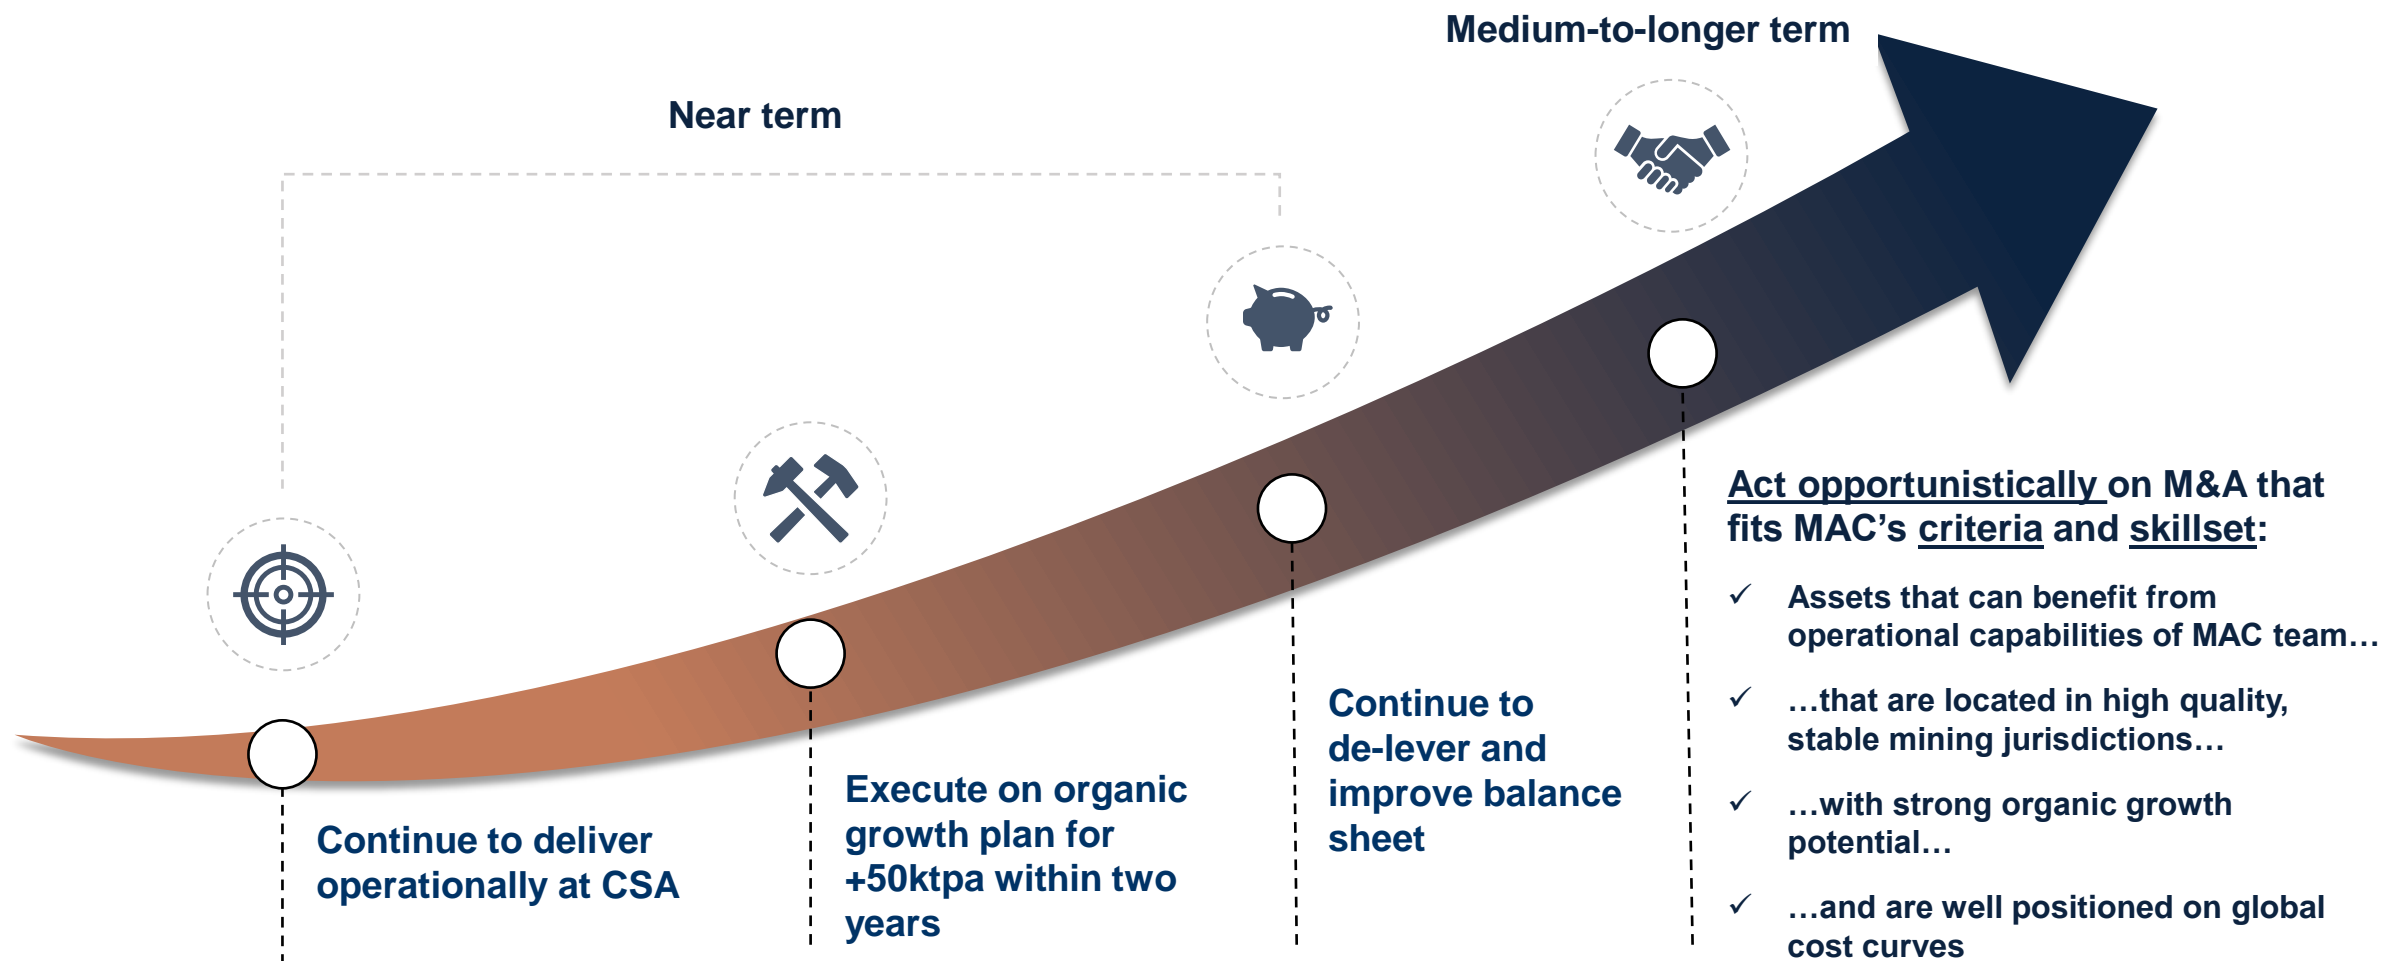 Medium-to-longer term
Near term
Continue to deliver
operationally at CSA
Execute on organic
growth plan for
+50ktpa within two
years
Continue to
de-lever and
improve balance
sheet
Act opportunistically on M&A that
fits MAC’s criteria and skillset:
✓ Assets that can benefit from
operational capabilities of MAC team…
✓ …that are located in high quality,
stable mining jurisdictions…
✓ …with strong organic growth
potential…
✓ …and are well positioned on global
cost curves